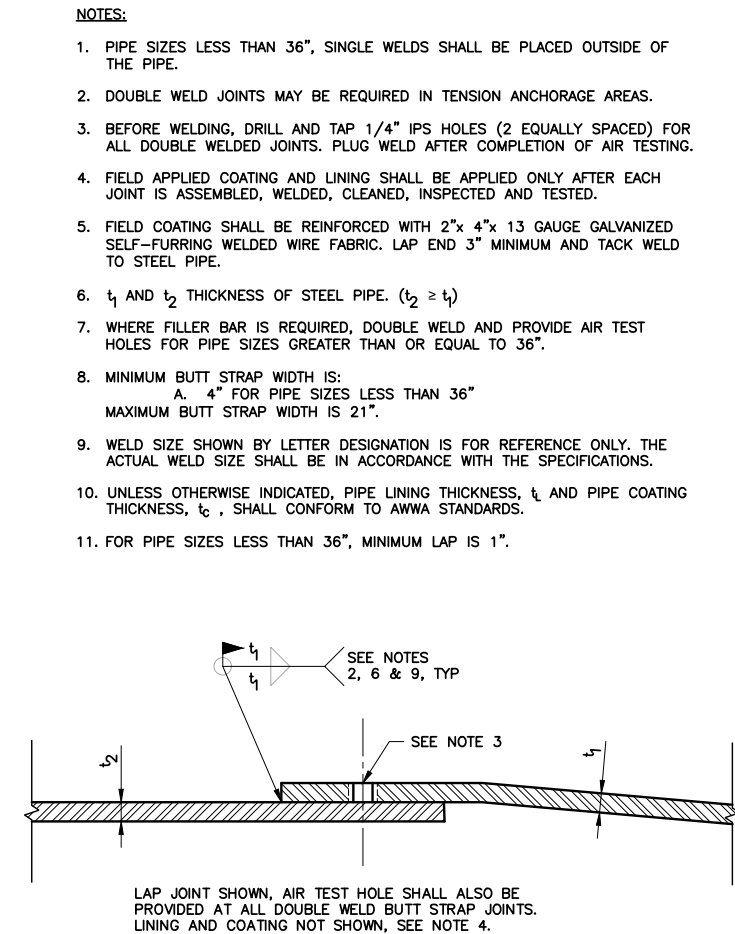 NOTES:
1. PIPE SIZES LESS THAN 36", SINGLE WELDS SHALL BE PLACED OUTSIDE OF
THE PIPE.
2. DOUBLE WELD JOINTS MAY BE REQUIRED IN TENSION ANCHORAGE AREAS.
3. BEFORE WELDING, DRILL AND TAP 1/4" IPS HOLES (2 EQUALLY SPACED) FOR
ALL DOUBLE WELDED JOINTS. PLUG WELD AFTER COMPLETION OF AIR TESTING.
4. FIELD APPLIED COATING AND LINING SHALL BE APPLIED ONLY AFTER EACH
JOINT IS ASSEMBLED, WELDED, CLEANED, INSPECTED AND TESTED.
5. FIELD COATING SHALL BE REINFORCED WITH 2"x 4"x 13 GAUGE GALVANIZED
SELF-FURRING WELDED WIRE FABRIC. LAP END 3" MINIMUM AND TACK WELD
TO STEEL PIPE.
6. t1 AND t2 THICKNESS OF STEEL PIPE. (t2 ≥ t1)
7. WHERE FILLER BAR IS REQUIRED, DOUBLE WELD AND PROVIDE AIR TEST
HOLES FOR PIPE SIZES GREATER THAN OR EQUAL TO 36".
8. MINIMUM BUTT STRAP WIDTH IS:
A. 4" FOR PIPE SIZES LESS THAN 36"
MAXIMUM BUTT STRAP WIDTH IS 21".
9. WELD SIZE SHOWN BY LETTER DESIGNATION IS FOR REFERENCE ONLY. THE
ACTUAL WELD SIZE SHALL BE IN ACCORDANCE WITH THE SPECIFICATIONS.
10. UNLESS OTHERWISE INDICATED, PIPE LINING THICKNESS, tL AND PIPE COATING
THICKNESS, tc , SHALL CONFORM TO AWWA STANDARDS.
11. FOR PIPE SIZES LESS THAN 36", MINIMUM LAP IS 1".
t1
t1
SEE NOTES
2, 6 & 9, TYP
SEE NOTE 3
t2
t1
LAP JOINT SHOWN, AIR TEST HOLE SHALL ALSO BE
PROVIDED AT ALL DOUBLE WELD BUTT STRAP JOINTS.
LINING AND COATING NOT SHOWN, SEE NOTE 4.